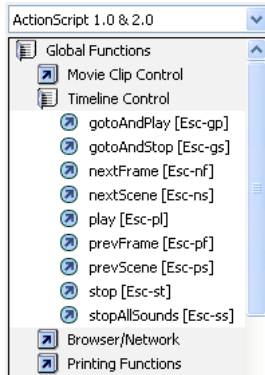 ActionScript 1.0 & 2.0
Global Functions
Movie Clip Control
Timeline Control
gotoAndPlay [Esc-gp]
gotoAndStop [Esc-gs]
nextFrame [Esc-nf]
nextScene [Esc-ns]
play [Esc-pl]
prevFrame [Esc-pf]
prevScene [Esc-ps]
stop [Esc-st]
stopAllSounds [Esc-ss]
Browser/Network
Printing Functions